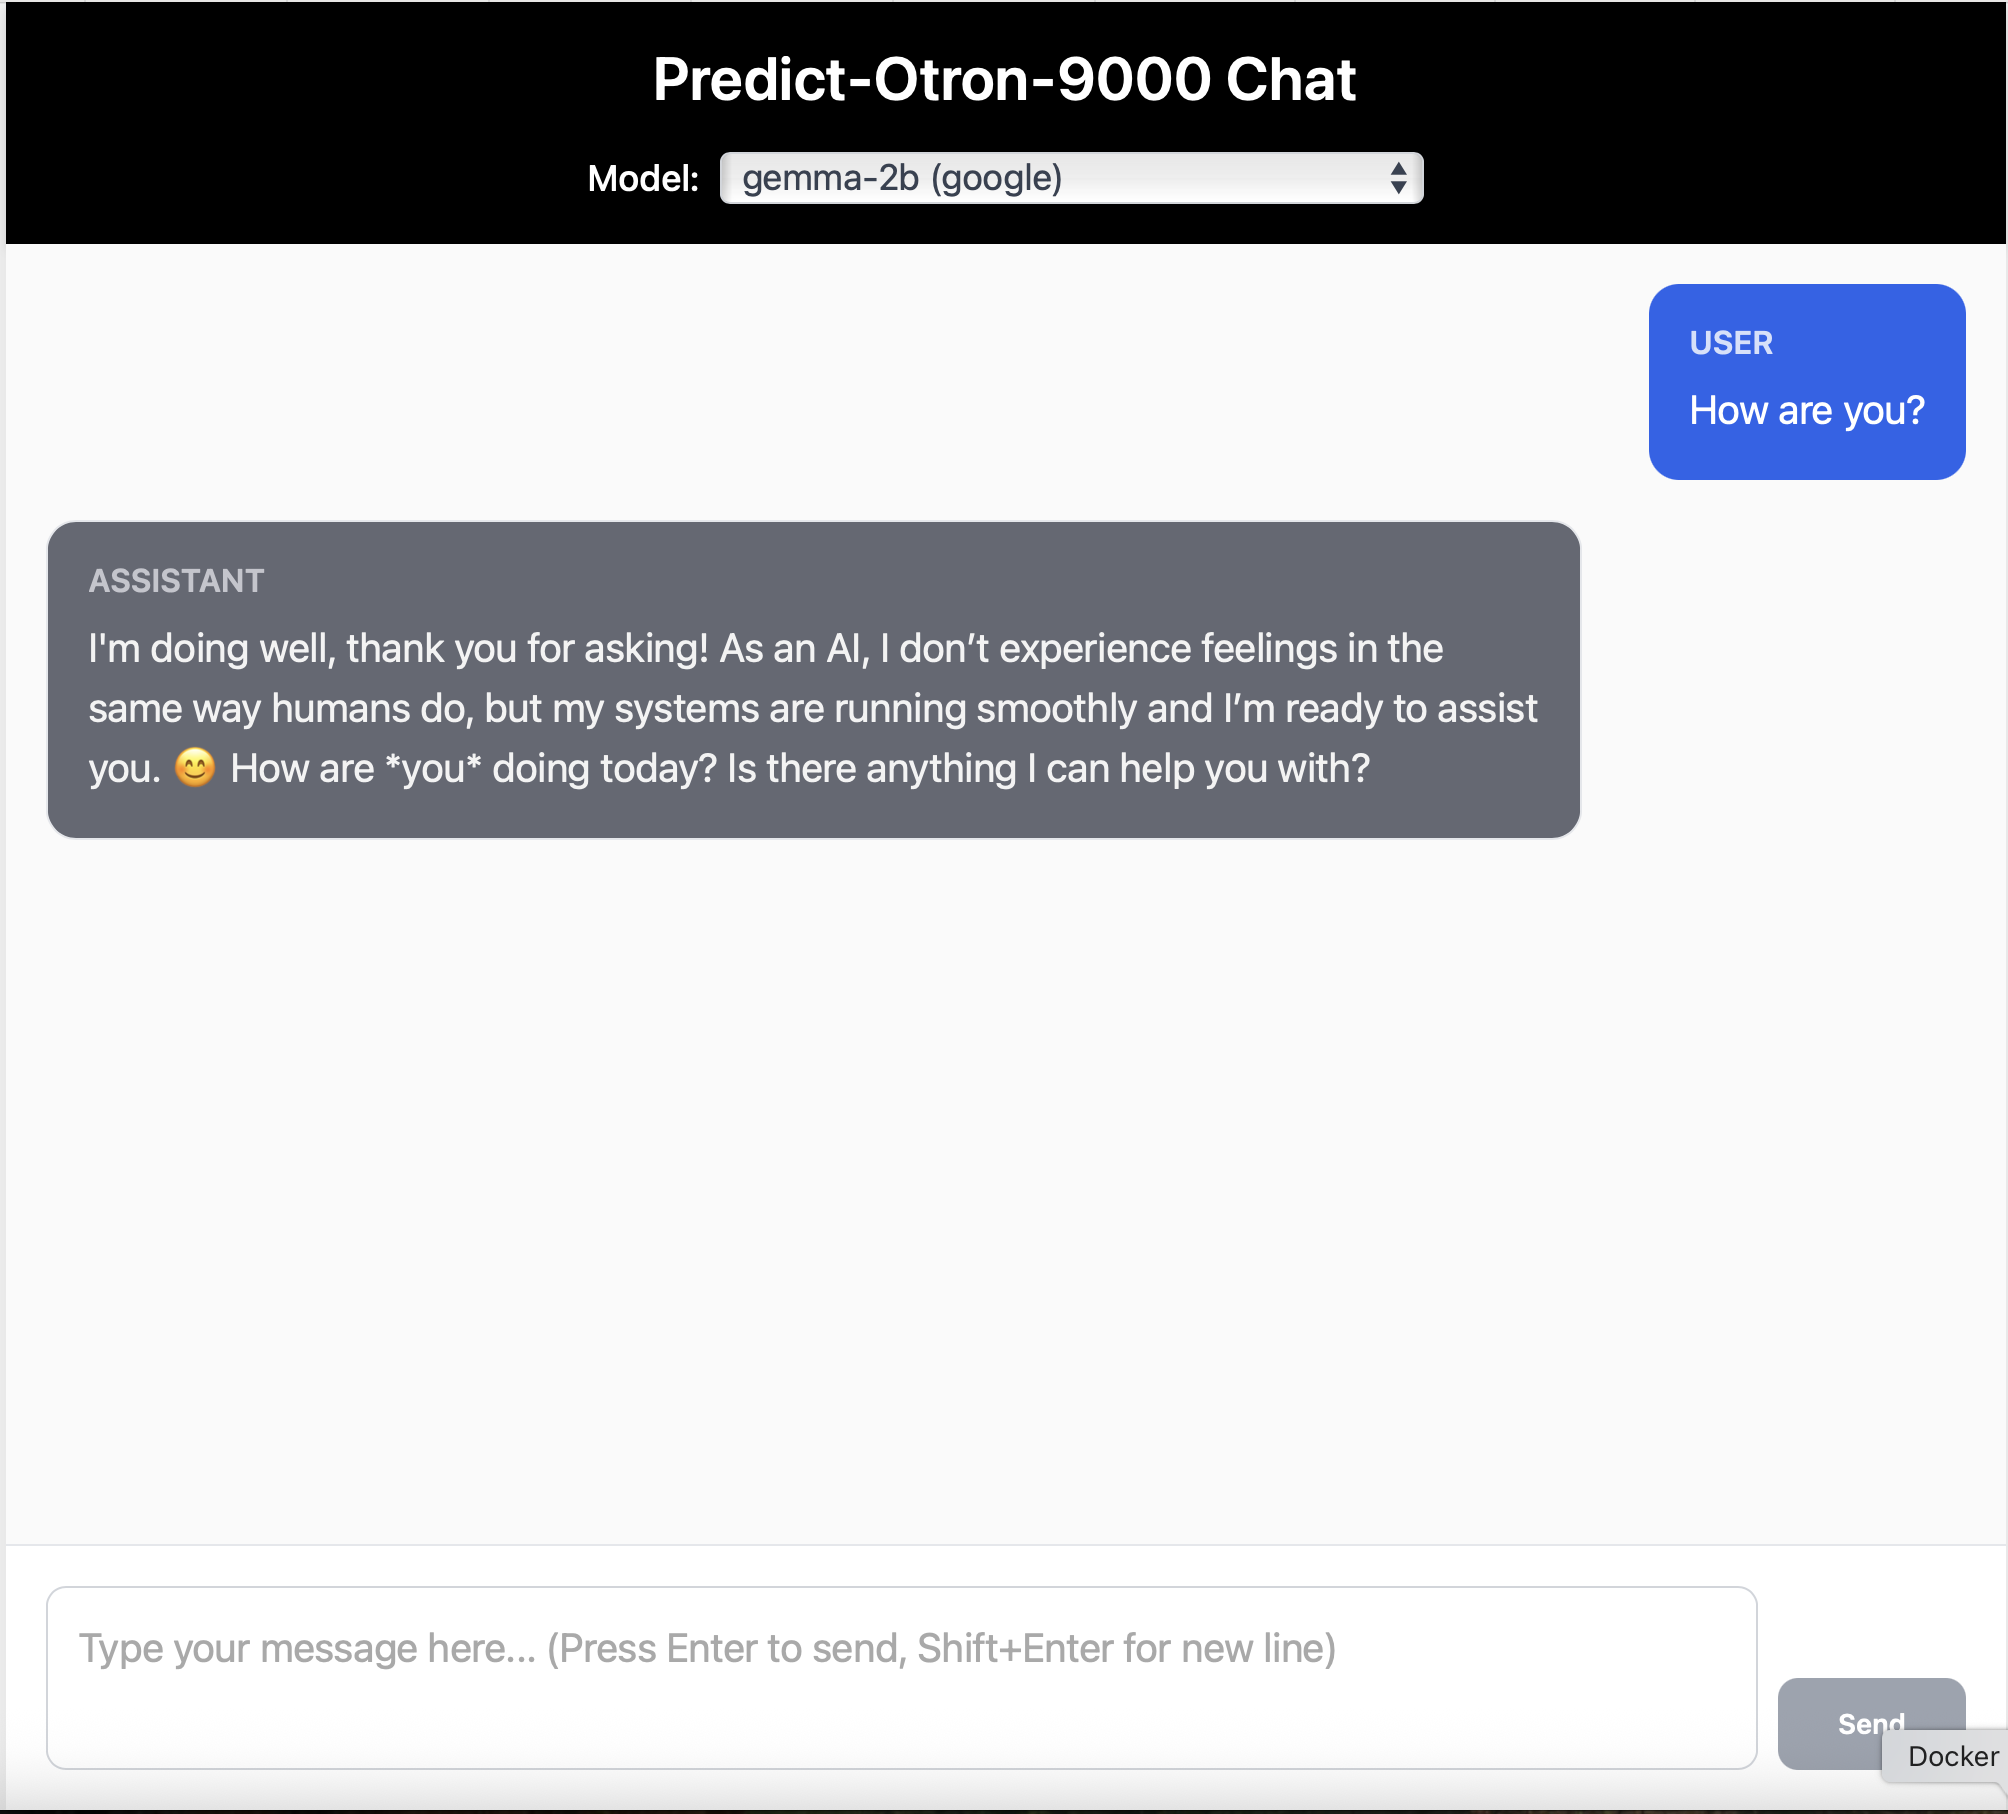 Predict-Otron-9000 Chat
Model: gemma-2b (google)
USER
How are you?
ASSISTANT
I'm doing well, thank you for asking! As an AI, I don’t experience feelings in the
same way humans do, but my systems are running smoothly and I’m ready to assist
you. 😊 How are *you* doing today? Is there anything I can help you with?
Type your message here... (Press Enter to send, Shift+Enter for new line)
Send
Docker